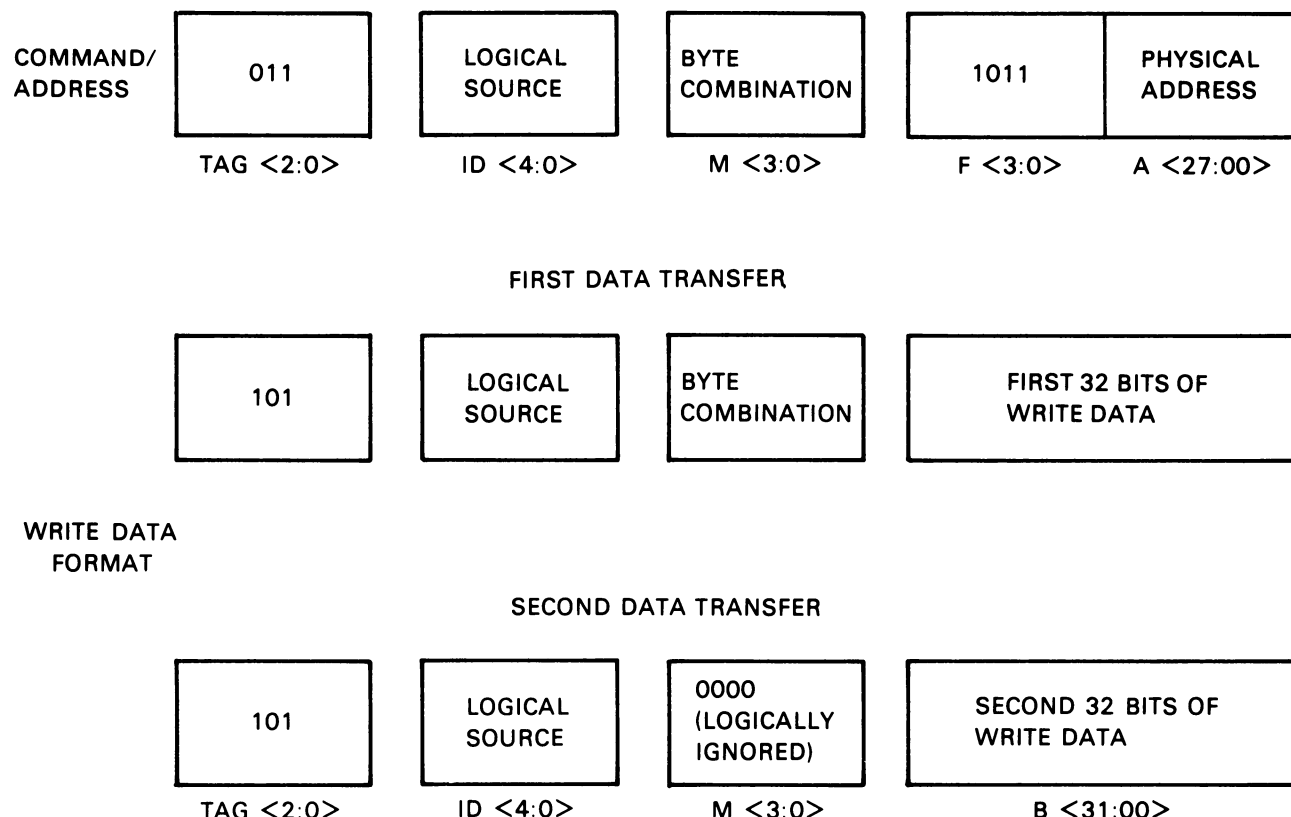 COMMAND/
ADDRESS
011
LOGICAL
SOURCE
BYTE
COMBINATION
1011
PHYSICAL
ADDRESS
TAG <2:0>
ID <4:0>
M <3:0>
F <3:0>
A <27:00>
FIRST DATA TRANSFER
101
LOGICAL
SOURCE
BYTE
COMBINATION
FIRST 32 BITS OF
WRITE DATA
WRITE DATA
FORMAT
SECOND DATA TRANSFER
101
LOGICAL
SOURCE
0000
(LOGICALLY
IGNORED)
SECOND 32 BITS OF
WRITE DATA
TAG <2:0>
ID <4:0>
M <3:0>
B <31:00>